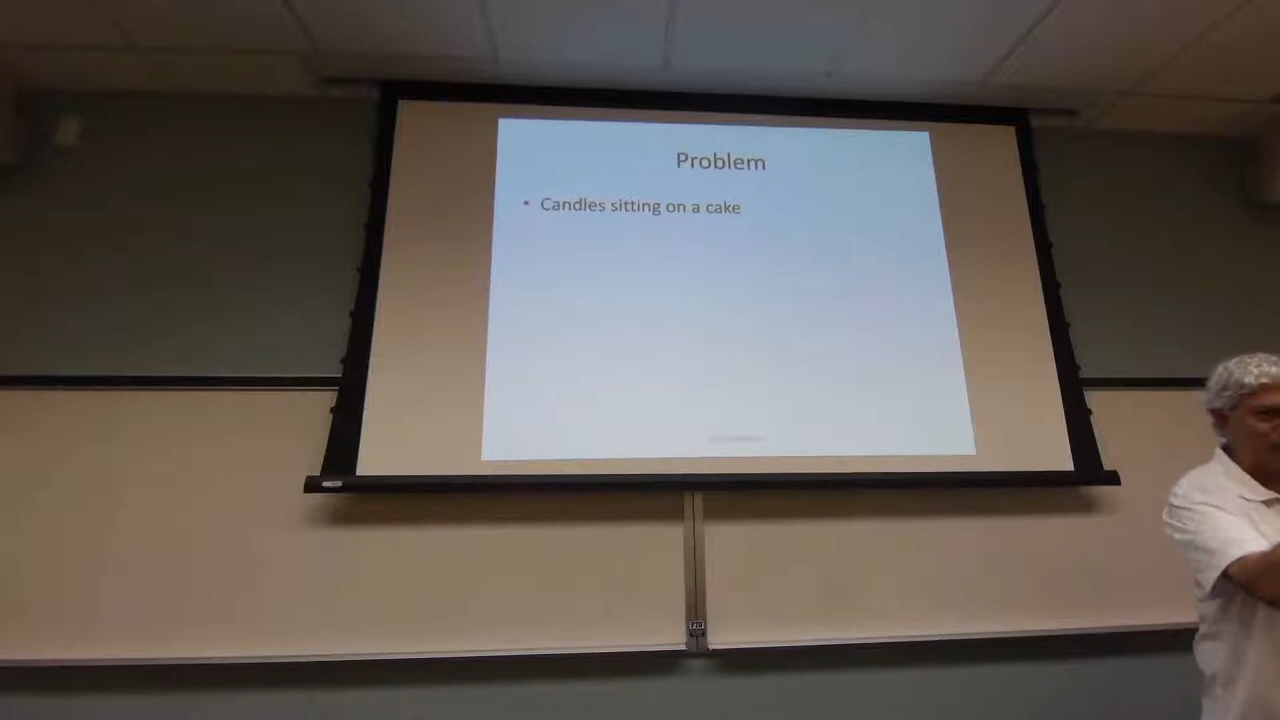 Problem
• Candles sitting on a cake